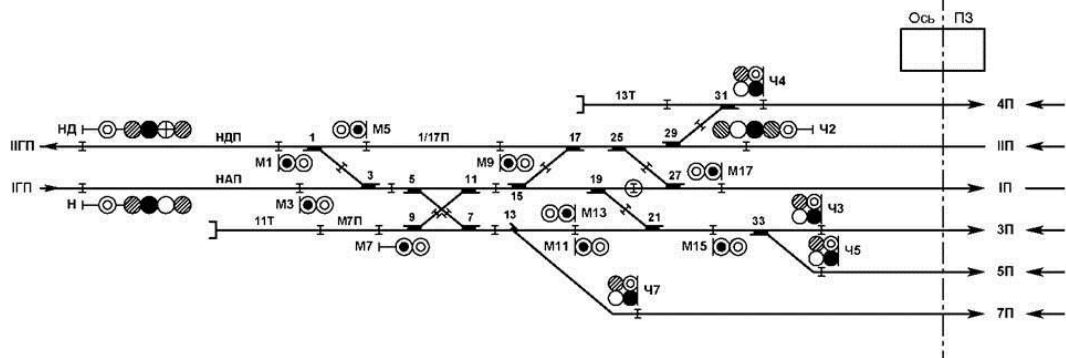 Ось ПЗ
Ч4
13Т 31 4П
НД НДП 1 М5 1/17П 17 25 29 Ч2
IIГП IIП
М1 М9 М17
IГП НАП 3 5 11 15 19 27 IП
Н М3 Ч3
11Т М7П 9 7 13 М13 21 33 3П
М7 М11 М15 Ч5
5П
Ч7
7П